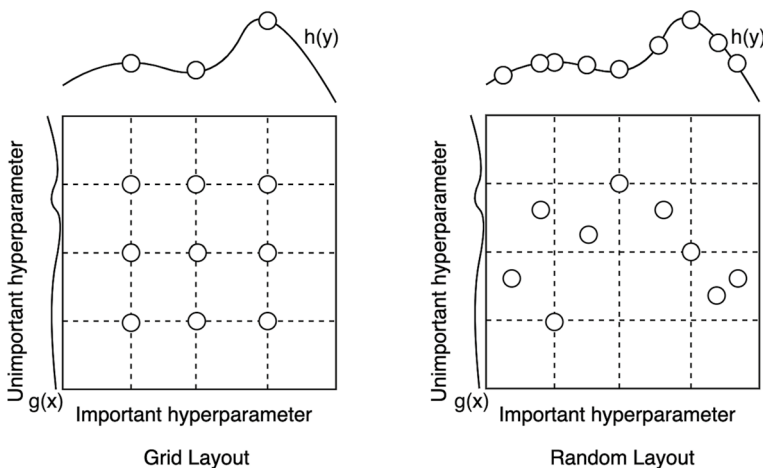 h(y)
Unimportant hyperparameter
g(x)
Important hyperparameter
Grid Layout
h(y)
Unimportant hyperparameter
g(x)
Important hyperparameter
Random Layout